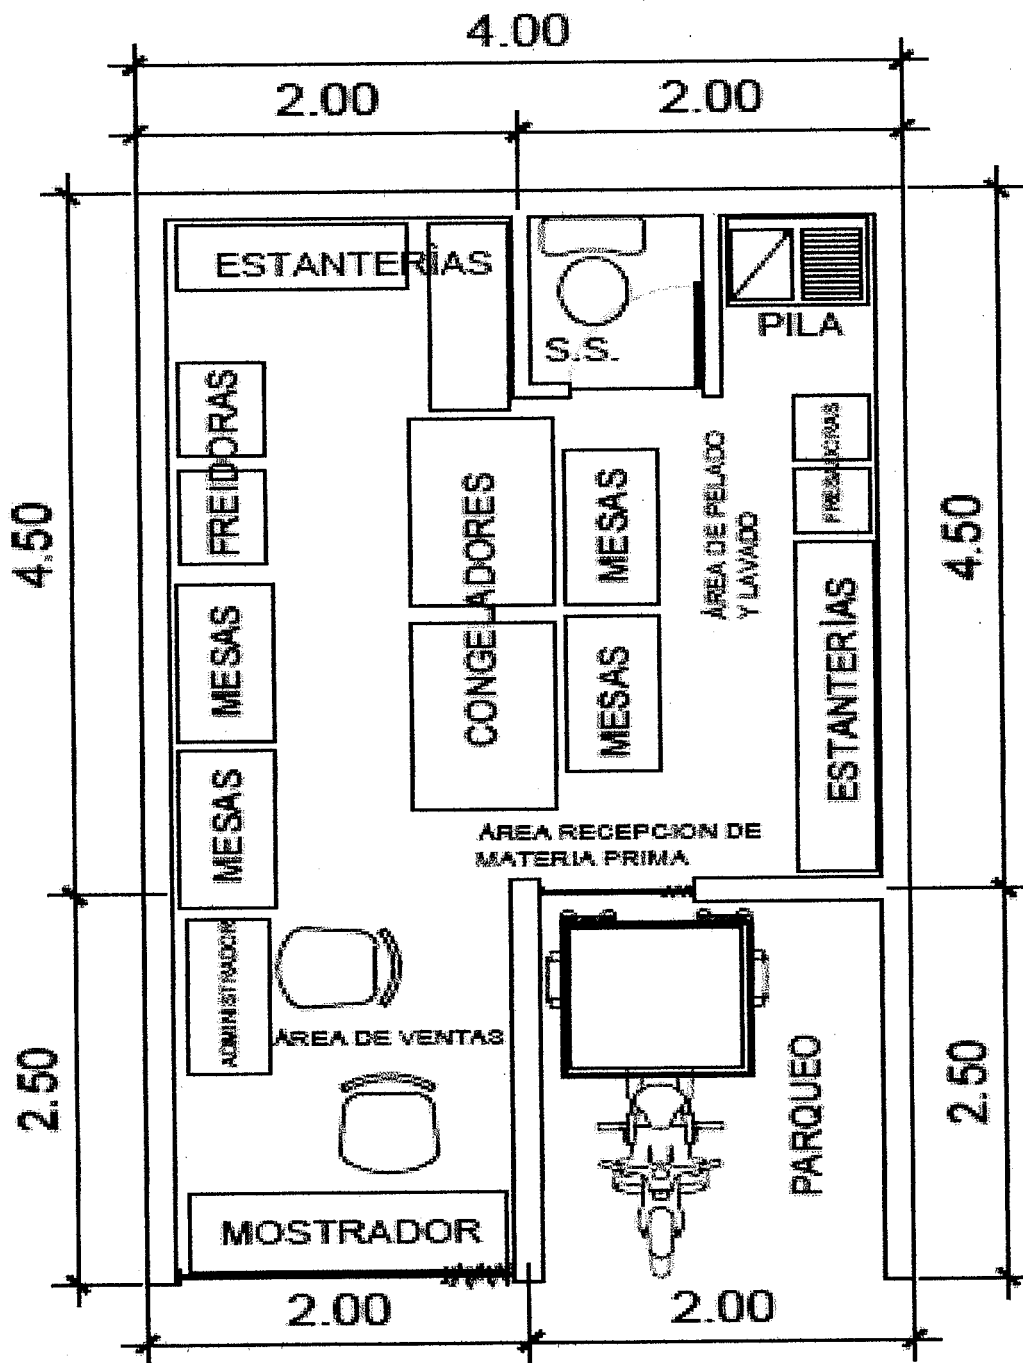 4.00
2.00
2.00
ESTANTERÍAS
S.S.
PILA
FREIDORAS
CONGELADORES
MESAS
ÁREA DE PELADO
Y LAVADO
4.50
4.50
MESAS
MESAS
ESTANTERÍAS
MESAS
ÁREA RECEPCION DE
MATERIA PRIMA
ADMINISTRADOR
ÁREA DE VENTAS
2.50
2.50
PARQUEO
MOSTRADOR
2.00
2.00